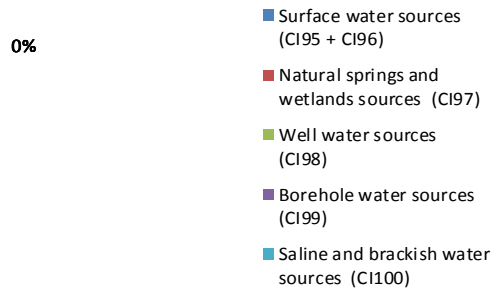 0%
Surface water sources
(CI95 + CI96)
Natural springs and
wetlands sources (CI97)
Well water sources
(CI98)
Borehole water sources
(CI99)
Saline and brackish water
sources (CI100)